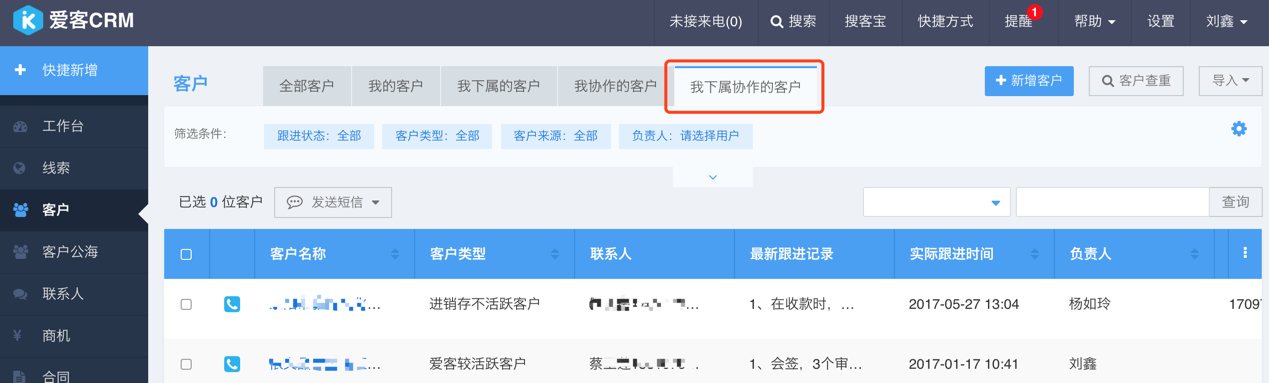 爱客CRM
未接来电(0)
搜索
搜客宝
快捷方式
提醒
1
帮助
设置
刘鑫
快捷新增
工作台
线索
客户
客户公海
联系人
商机
合同
客户
全部客户
我的客户
我下属的客户
我协作的客户
我下属协作的客户
新增客户
客户查重
导入
筛选条件:
跟进状态: 全部
客户类型: 全部
客户来源: 全部
负责人: 请选择用户
已选 0 位客户
发送短信
查询
客户名称 客户类型 联系人 最新跟进记录 实际跟进时间 负责人
... 进销存不活跃客户 ... 1、在收款时，... 2017-05-27 13:04 杨如玲 1709
... 爱客较活跃客户 蔡 ... 1、会签，3个审... 2017-01-17 10:41 刘鑫